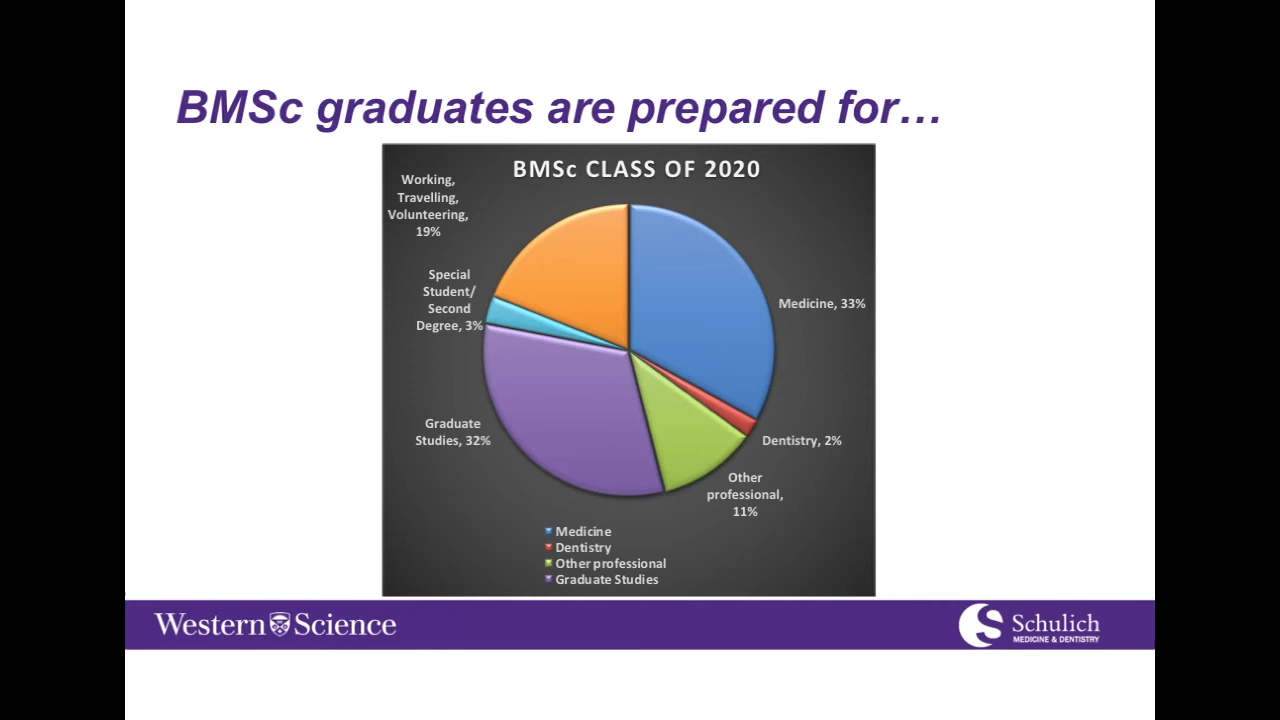 BMSc graduates are prepared for…
BMSc CLASS OF 2020
Working,
Travelling,
Volunteering,
19%
Special
Student/
Second
Degree, 3%
Medicine, 33%
Graduate
Studies, 32%
Dentistry, 2%
Other
professional,
11%
Medicine
Dentistry
Other professional
Graduate Studies
Western Science
Schulich
MEDICINE & DENTISTRY